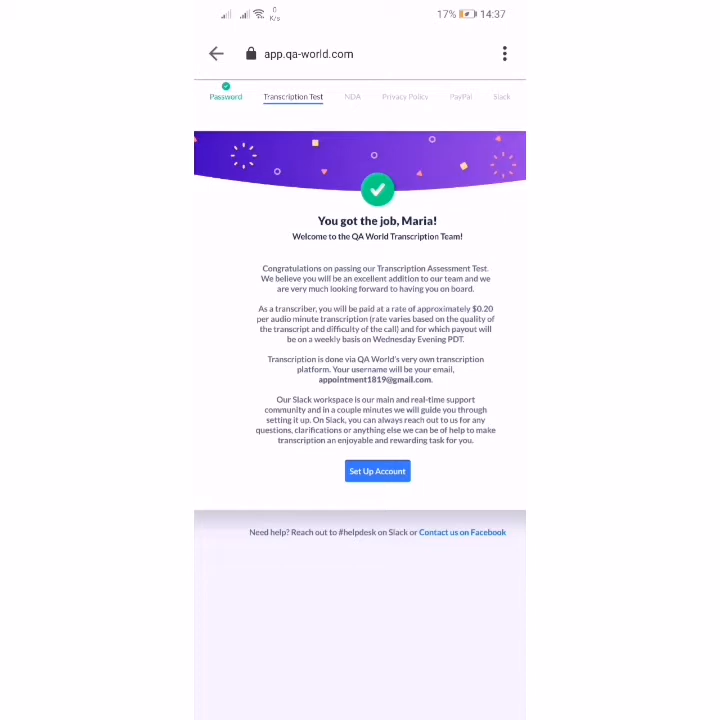 0
K/s
17% 14:37
app.qa-world.com
Password Transcription Test NDA Privacy Policy PayPal Slack
You got the job, Maria!
Welcome to the QA World Transcription Team!
Congratulations on passing our Transcription Assessment Test.
We believe you will be an excellent addition to our team and we
are very much looking forward to having you on board.
As a transcriber, you will be paid at a rate of approximately $0.20
per audio minute transcription (rate varies based on the quality of
the transcript and difficulty of the call) and for which payout will
be on a weekly basis on Wednesday Evening PDT.
Transcription is done via QA World's very own transcription
platform. Your username will be your email,
appointment1819@gmail.com.
Our Slack workspace is our main and real-time support
community and in a couple minutes we will guide you through
setting it up. On Slack, you can always reach out to us for any
questions, clarifications or anything else we can be of help to make
transcription an enjoyable and rewarding task for you.
Set Up Account
Need help? Reach out to #helpdesk on Slack or Contact us on Facebook